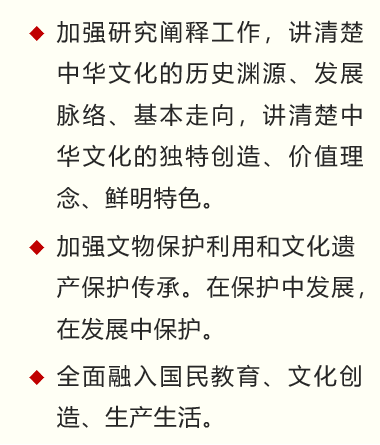 加强研究阐释工作，讲清楚
中华文化的历史渊源、发展
脉络、基本走向，讲清楚中
华文化的独特创造、价值理
念、鲜明特色。
加强文物保护利用和文化遗
产保护传承。在保护中发展，
在发展中保护。
全面融入国民教育、文化创
造、生产生活。